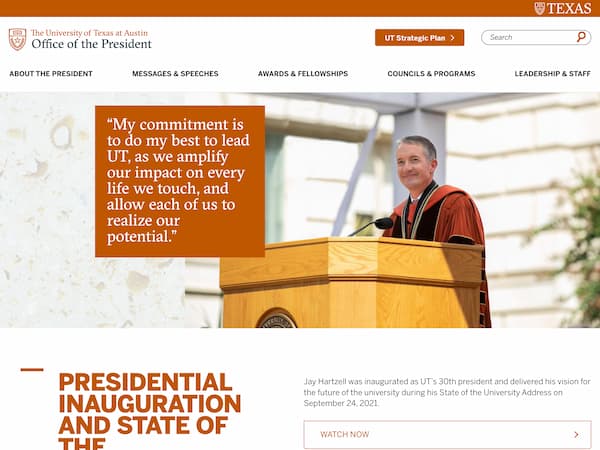 TEXAS
The University of Texas at Austin
Office of the President
UT Strategic Plan
Search
ABOUT THE PRESIDENT
MESSAGES & SPEECHES
AWARDS & FELLOWSHIPS
COUNCILS & PROGRAMS
LEADERSHIP & STAFF
“My commitment is
to do my best to lead
UT, as we amplify
our impact on every
life we touch, and
allow each of us to
realize our
potential.”
PRESIDENTIAL
INAUGURATION
AND STATE OF
THE
Jay Hartzell was inaugurated as UT’s 30th president and delivered his vision for
the future of the university during his State of the University Address on
September 24, 2021.
WATCH NOW